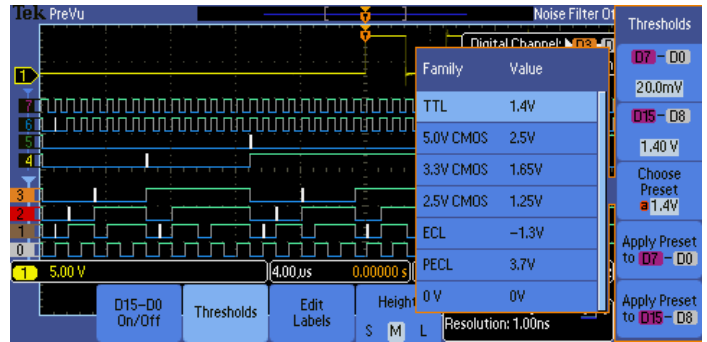 Tek PreVu
Noise Filter Of
Thresholds
Digital Channel: D3
D7 – D0
20.0mV
D15 – D8
1.40 V
Choose
Preset
a 1.4V
Apply Preset
to D7 – D0
Apply Preset
to D15 – D8
Family Value
TTL 1.4V
5.0V CMOS 2.5V
3.3V CMOS 1.65V
2.5V CMOS 1.25V
ECL –1.3V
PECL 3.7V
0 V 0V
1
7
6
5
4
3
2
1
0
1 5.00 V
4.00µs
0.00000 s
D15–D0
On/Off
Thresholds
Edit
Labels
Height
S M L
Resolution: 1.00ns